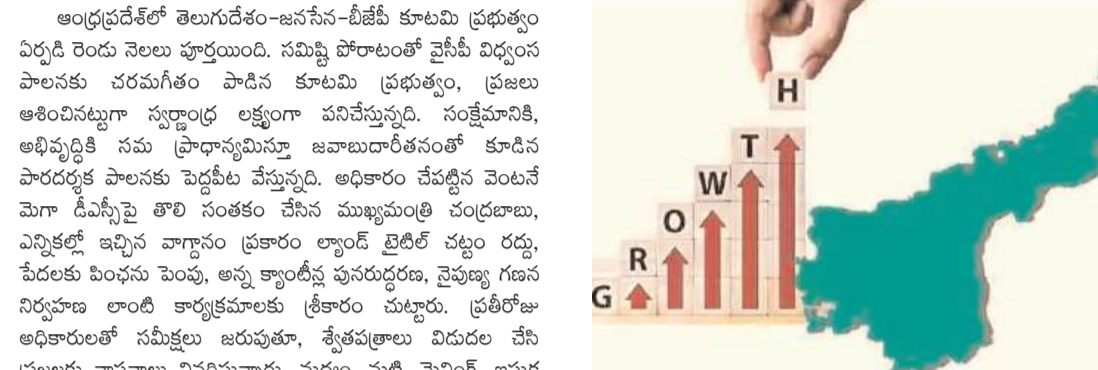 ఆంధ్రప్రదేశ్‌లో తెలుగుదేశం-జనసేన-బీజేపీ కూటమి ప్రభుత్వం
ఏర్పడి రెండు నెలలు పూర్తయింది. సమిష్టి పోరాటంతో వైసీపీ విధ్వంస
పాలనకు చరమగీతం పాడిన కూటమి ప్రభుత్వం, ప్రజలు
ఆశించినట్టుగా స్వర్ణాంధ్ర లక్ష్యంగా పనిచేస్తున్నది. సంక్షేమానికి,
అభివృద్ధికి సమ ప్రాధాన్యమిస్తూ జవాబుదారీతనంతో కూడిన
పారదర్శక పాలనకు పెద్దపీట వేస్తున్నది. అధికారం చేపట్టిన వెంటనే
మెగా డీఎస్సీపై తొలి సంతకం చేసిన ముఖ్యమంత్రి చంద్రబాబు,
ఎన్నికల్లో ఇచ్చిన వాగ్దానం ప్రకారం ల్యాండ్ టైటిల్ చట్టం రద్దు,
పేదలకు పింఛను పెంపు, అన్న క్యాంటీన్ల పునరుద్ధరణ, నైపుణ్య గణన
నిర్వహణ లాంటి కార్యక్రమాలకు శ్రీకారం చుట్టారు. ప్రతీరోజు
అధికారులతో సమీక్షలు జరుపుతూ, శ్వేతపత్రాలు విడుదల చేసి
GROWTH